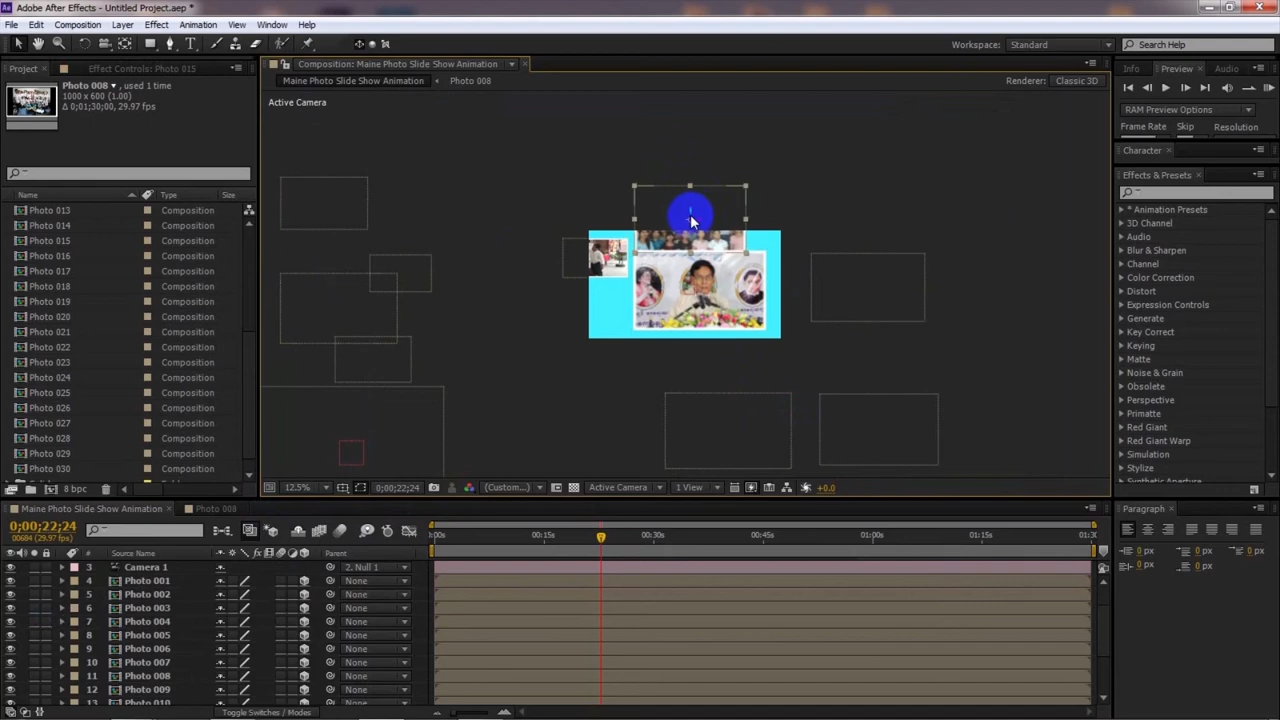 Adobe After Effects - Untitled Project.aep *
File Edit Composition Layer Effect Animation View Window Help
Workspace: Standard Search Help
Project Effect Controls: Photo 015
Composition: Maine Photo Slide Show Animation
Info Preview Audio
Photo 008 , used 1 time
1000 x 600 (1.00)
Δ 0;01;30;00, 29.97 fps
Maine Photo Slide Show Animation Photo 008
Renderer: Classic 3D
Active Camera
RAM Preview Options
Frame Rate Skip Resolution
Character
Effects & Presets
Name Type
Photo 013 Composition
Photo 014 Composition
Photo 015 Composition
Photo 016 Composition
Photo 017 Composition
Photo 018 Composition
Photo 019 Composition
Photo 020 Composition
Photo 021 Composition
Photo 022 Composition
Photo 023 Composition
Photo 024 Composition
Photo 025 Composition
Photo 026 Composition
Photo 027 Composition
Photo 028 Composition
Photo 029 Composition
Photo 030 Composition
* Animation Presets
3D Channel
Audio
Blur & Sharpen
Channel
Color Correction
Distort
Expression Controls
Generate
Key Correct
Keying
Matte
Noise & Grain
Obsolete
Perspective
Primatte
Red Giant
Red Giant Warp
Simulation
Stylize
Synthetic Aperture
8 bpc
12.5% 0;00;22;24 (Custom... Active Camera 1 View +0.0
Maine Photo Slide Show Animation Photo 008
Paragraph
0;00;22;24
00684 (29.97 fps)
:00s 00:15s 00:30s 00:45s 01:00s 01:15s 01:30
# Source Name Parent
3 Camera 1 2. Null 1
4 Photo 001 None
5 Photo 002 None
6 Photo 003 None
7 Photo 004 None
8 Photo 005 None
9 Photo 006 None
10 Photo 007 None
11 Photo 008 None
12 Photo 009 None
13 Photo 010 None
0 px 0 px 0 px
0 px 0 px
Toggle Switches / Modes